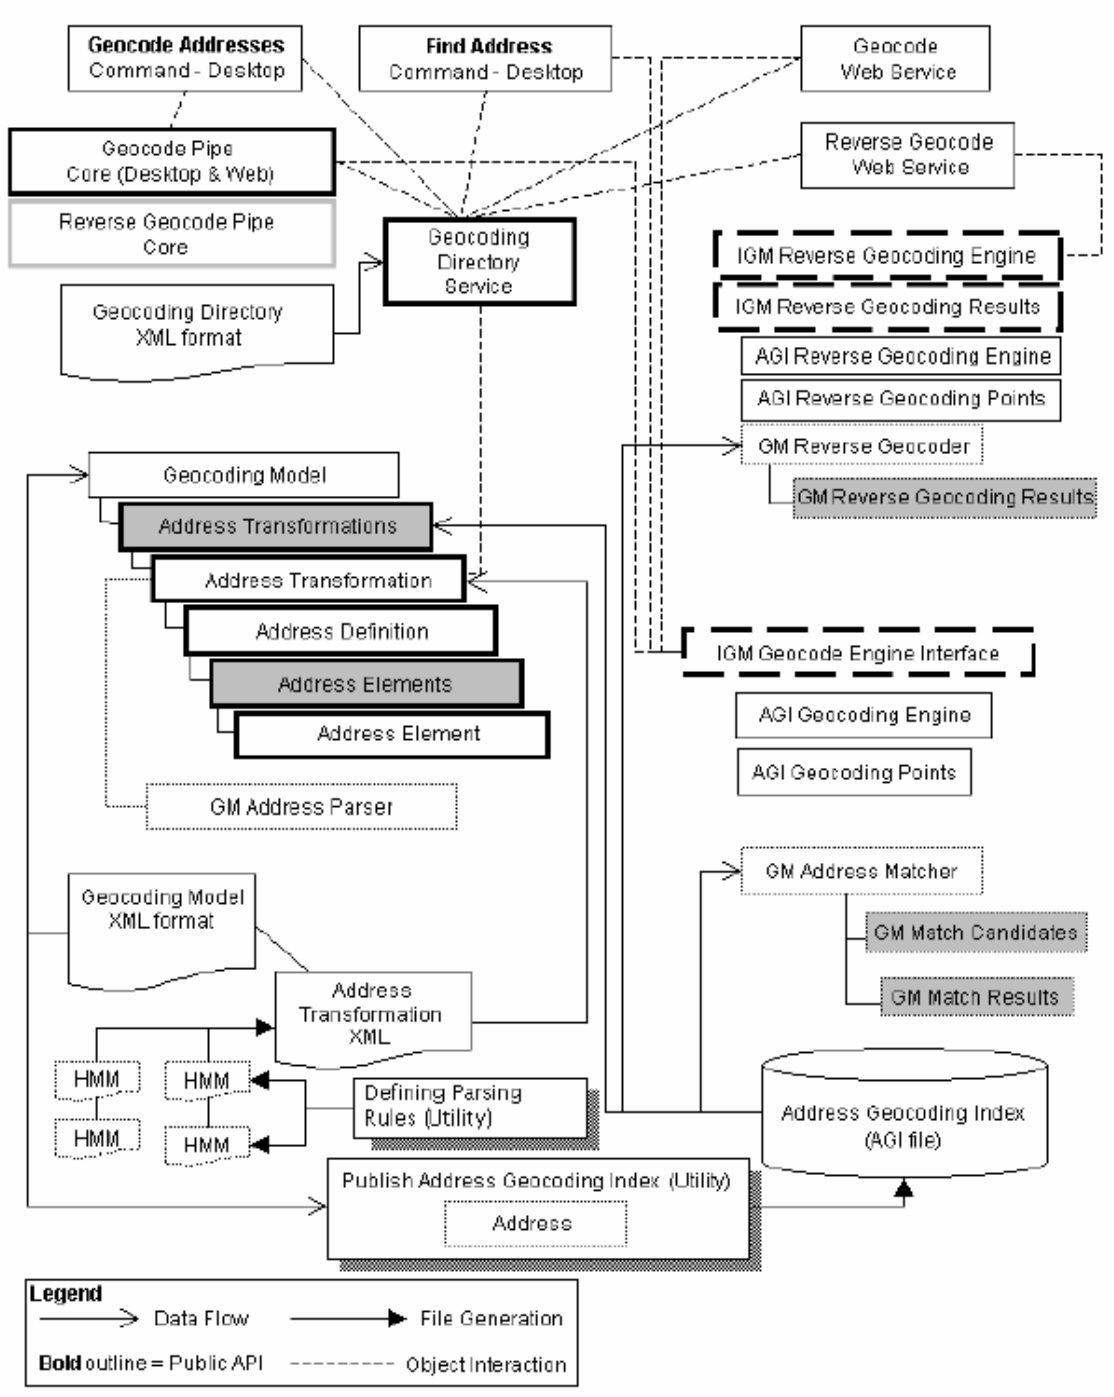 Geocode Addresses
Command - Desktop
Find Address
Command - Desktop
Geocode
Web Service
Geocode Pipe
Core (Desktop & Web)
Reverse Geocode
Web Service
Reverse Geocode Pipe
Core
Geocoding
Directory
Service
IGM Reverse Geocoding Engine
Geocoding Directory
XML format
IGM Reverse Geocoding Results
AGI Reverse Geocoding Engine
AGI Reverse Geocoding Points
GM Reverse Geocoder
GM Reverse Geocoding Results
Geocoding Model
Address Transformations
Address Transformation
Address Definition
Address Elements
Address Element
IGM Geocode Engine Interface
AGI Geocoding Engine
AGI Geocoding Points
GM Address Parser
GM Address Matcher
GM Match Candidates
GM Match Results
Geocoding Model
XML format
Address
Transformation
XML
HMM
HMM
HMM
HMM
Defining Parsing
Rules (Utility)
Address Geocoding Index
(AGI file)
Publish Address Geocoding Index (Utility)
Address
Legend
Data Flow
File Generation
Bold outline = Public API
Object Interaction